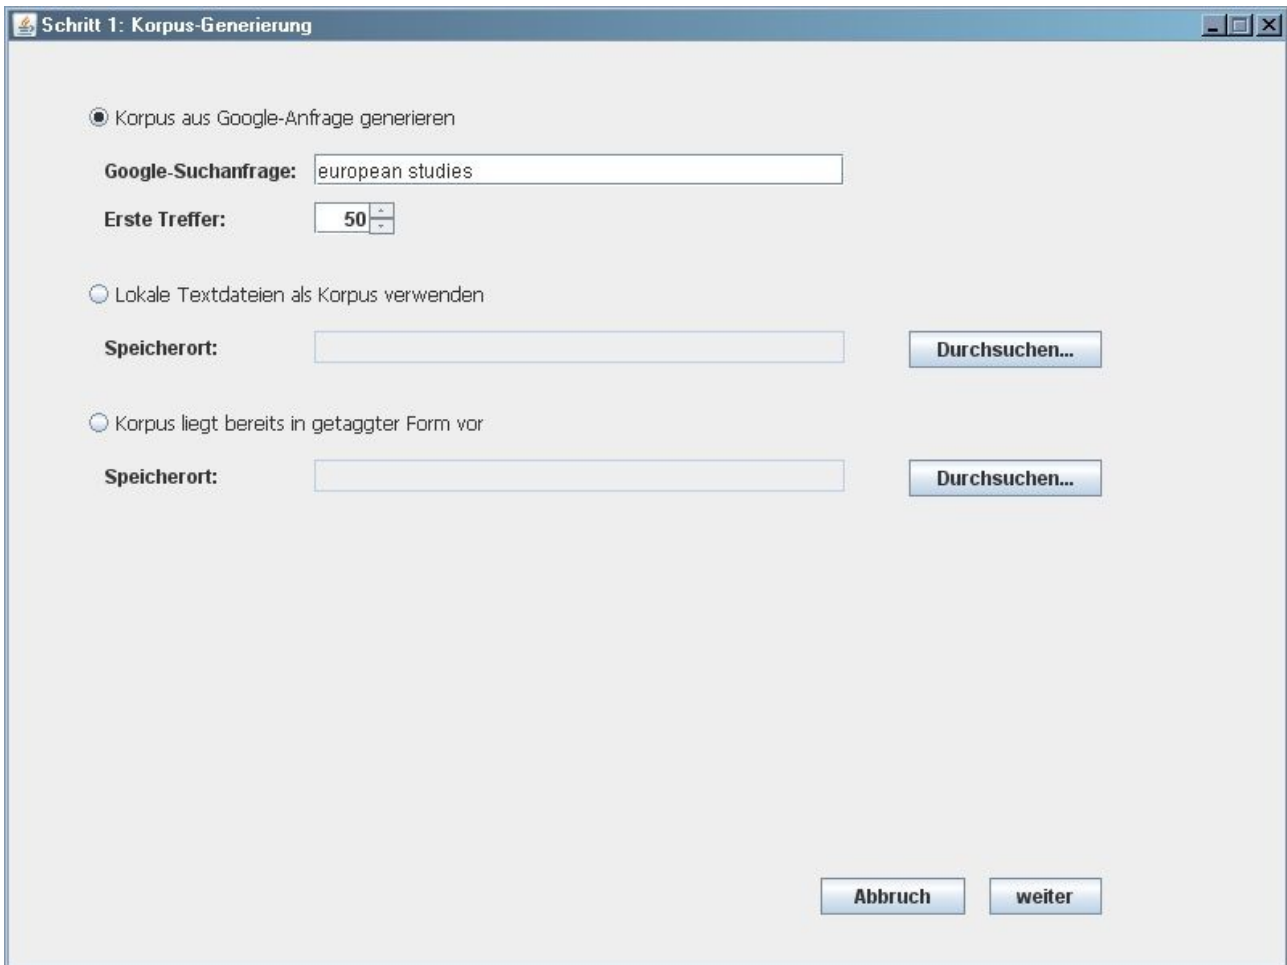 Schritt 1: Korpus-Generierung
Korpus aus Google-Anfrage generieren
Google-Suchanfrage: european studies
Erste Treffer: 50
Lokale Textdateien als Korpus verwenden
Speicherort: Durchsuchen...
Korpus liegt bereits in getaggter Form vor
Speicherort: Durchsuchen...
Abbruch weiter